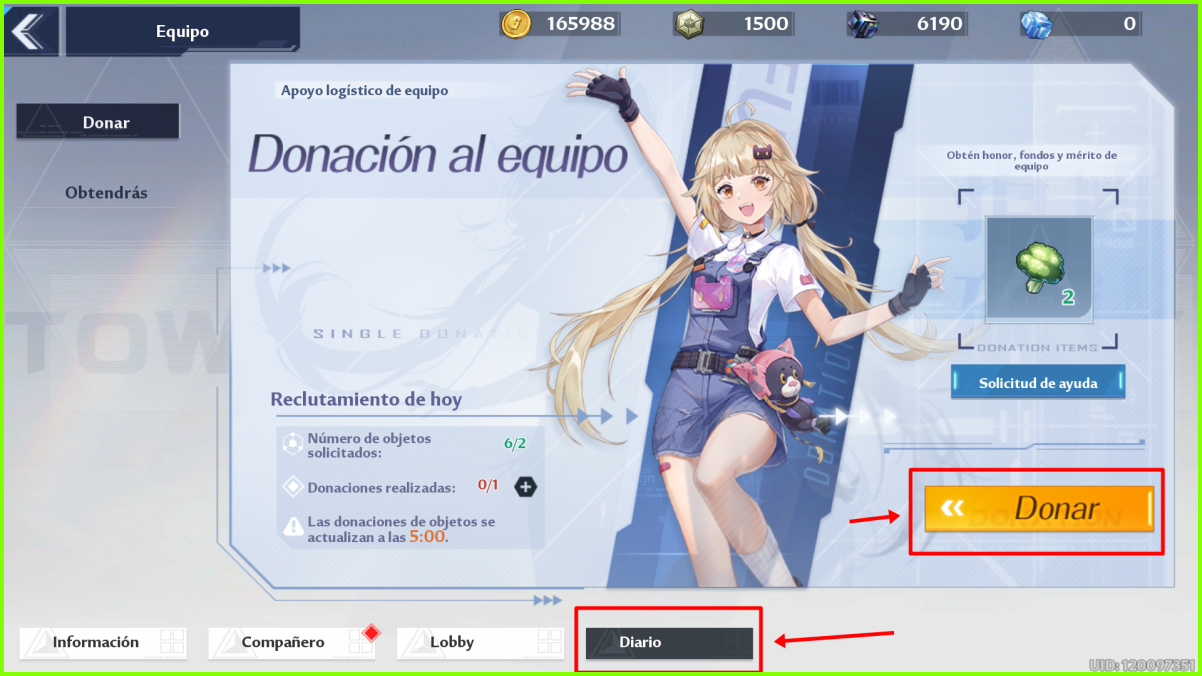 Equipo
165988
1500
6190
0
Donar
Obtendrás
Apoyo logístico de equipo
Donación al equipo
SINGLE DONATIO
Reclutamiento de hoy
Número de objetos
solicitados:
6/2
Donaciones realizadas:
0/1
Las donaciones de objetos se
actualizan a las 5:00.
Obtén honor, fondos y mérito de
equipo
2
DONATION ITEMS
Solicitud de ayuda
Donar
Información
Compañero
Lobby
Diario
UID: 120097351